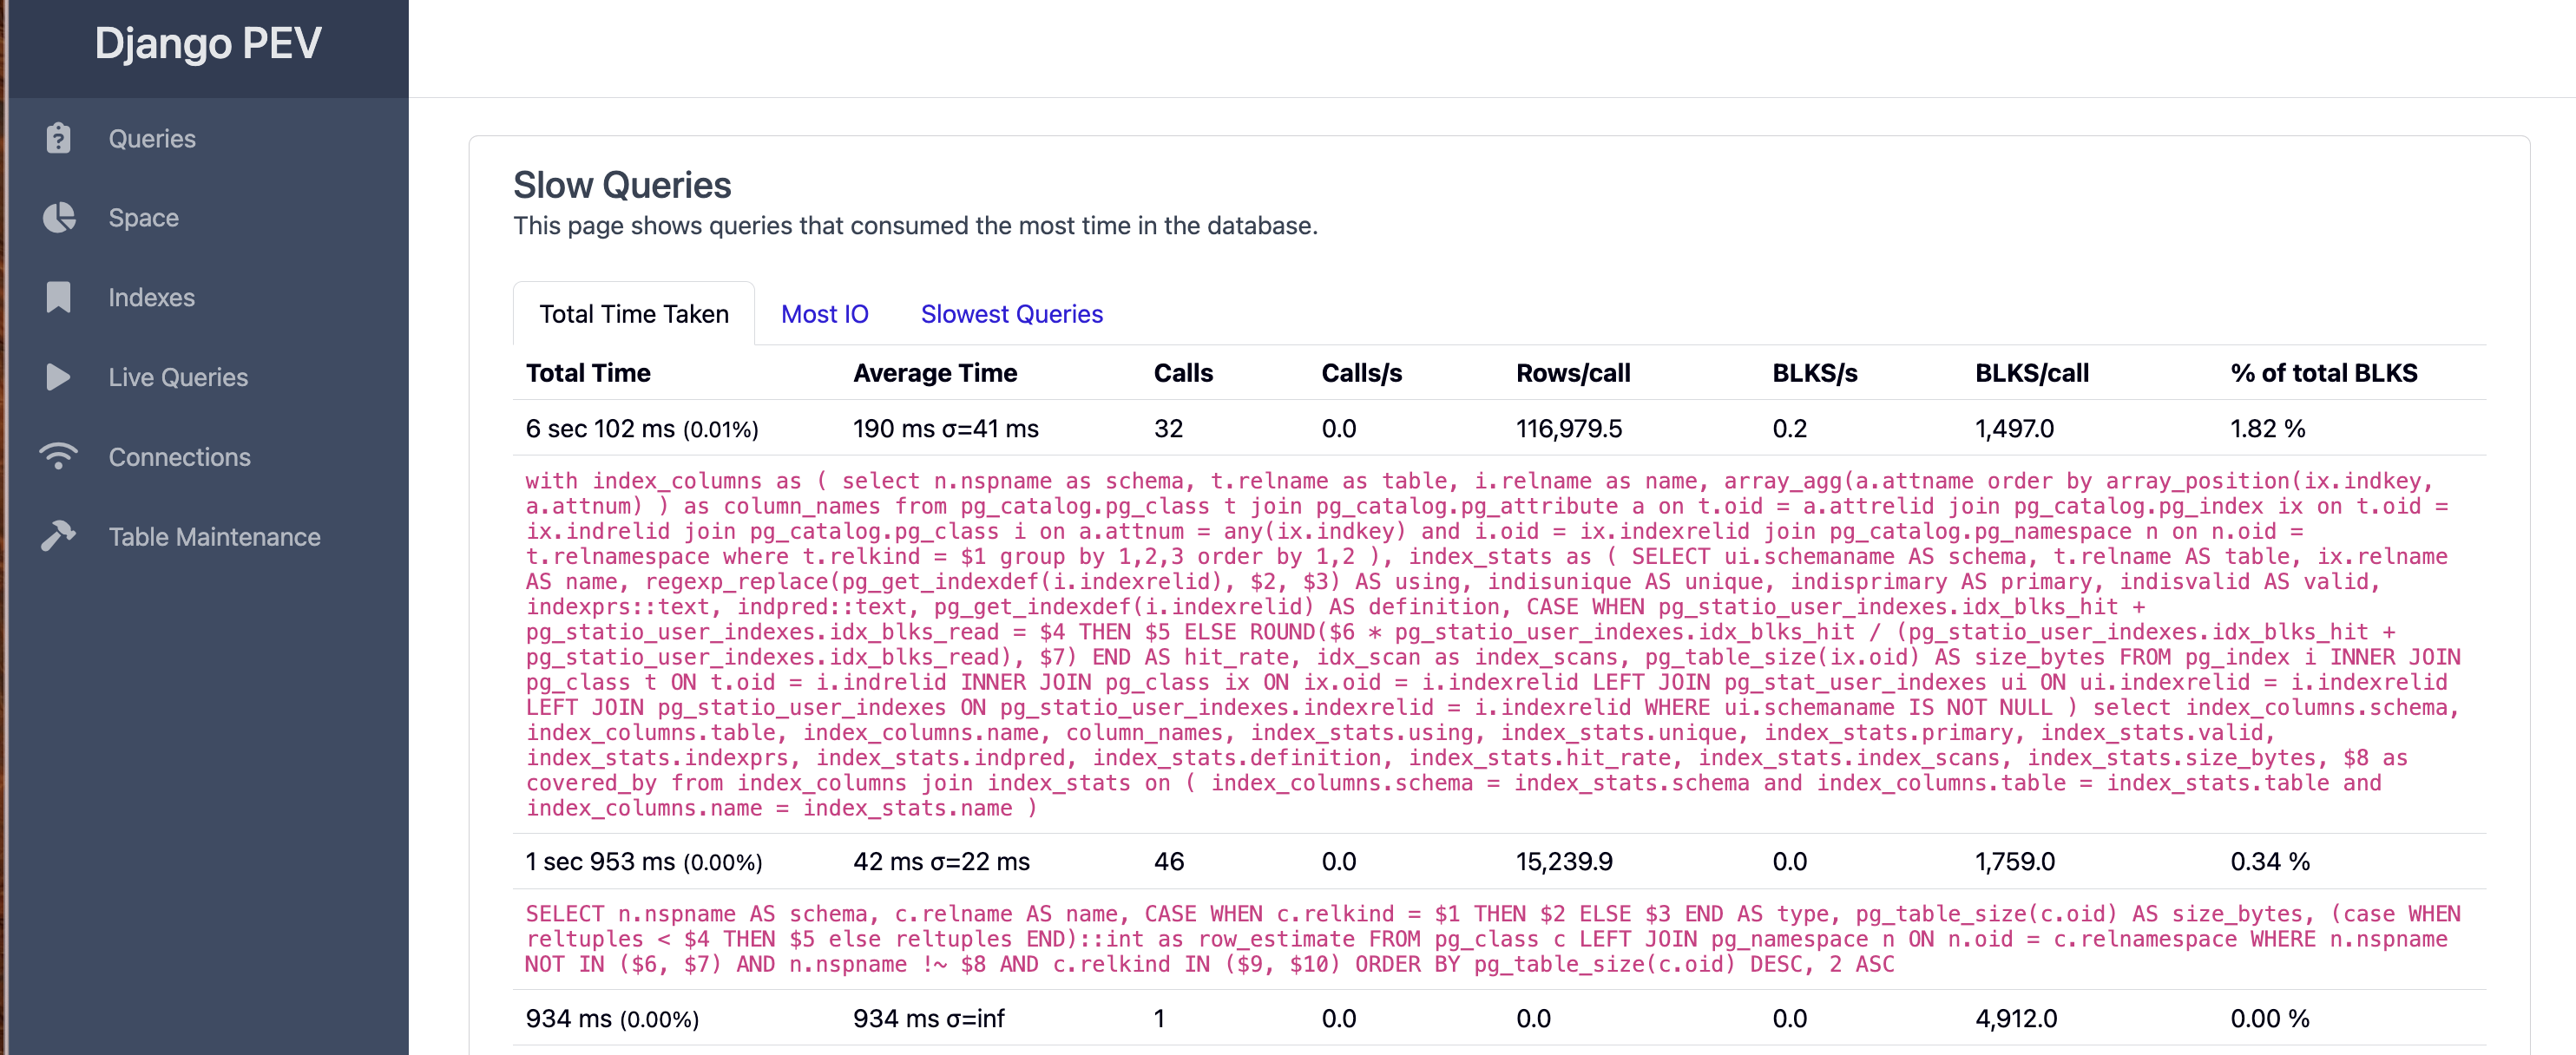 Django PEV
Queries
Space
Indexes
Live Queries
Connections
Table Maintenance
Slow Queries
This page shows queries that consumed the most time in the database.
Total Time Taken Most IO Slowest Queries
Total Time Average Time Calls Calls/s Rows/call BLKS/s BLKS/call % of total BLKS
6 sec 102 ms (0.01%) 190 ms σ=41 ms 32 0.0 116,979.5 0.2 1,497.0 1.82 %
with index_columns as ( select n.nspname as schema, t.relname as table, i.relname as name, array_agg(a.attname order by array_position(ix.indkey,
a.attnum) ) as column_names from pg_catalog.pg_class t join pg_catalog.pg_attribute a on t.oid = a.attrelid join pg_catalog.pg_index ix on t.oid =
ix.indrelid join pg_catalog.pg_class i on a.attnum = any(ix.indkey) and i.oid = ix.indexrelid join pg_catalog.pg_namespace n on n.oid =
t.relnamespace where t.relkind = $1 group by 1,2,3 order by 1,2 ), index_stats as ( SELECT ui.schemaname AS schema, t.relname AS table, ix.relname
AS name, regexp_replace(pg_get_indexdef(i.indexrelid), $2, $3) AS using, indisunique AS unique, indisprimary AS primary, indisvalid AS valid,
indexprs::text, indpred::text, pg_get_indexdef(i.indexrelid) AS definition, CASE WHEN pg_statio_user_indexes.idx_blks_hit +
pg_statio_user_indexes.idx_blks_read = $4 THEN $5 ELSE ROUND($6 * pg_statio_user_indexes.idx_blks_hit / (pg_statio_user_indexes.idx_blks_hit +
pg_statio_user_indexes.idx_blks_read), $7) END AS hit_rate, idx_scan as index_scans, pg_table_size(ix.oid) AS size_bytes FROM pg_index i INNER JOIN
pg_class t ON t.oid = i.indrelid INNER JOIN pg_class ix ON ix.oid = i.indexrelid LEFT JOIN pg_stat_user_indexes ui ON ui.indexrelid = i.indexrelid
LEFT JOIN pg_statio_user_indexes ON pg_statio_user_indexes.indexrelid = i.indexrelid WHERE ui.schemaname IS NOT NULL ) select index_columns.schema,
index_columns.table, index_columns.name, column_names, index_stats.using, index_stats.unique, index_stats.primary, index_stats.valid,
index_stats.indexprs, index_stats.indpred, index_stats.definition, index_stats.hit_rate, index_stats.index_scans, index_stats.size_bytes, $8 as
covered_by from index_columns join index_stats on ( index_columns.schema = index_stats.schema and index_columns.table = index_stats.table and
index_columns.name = index_stats.name )
1 sec 953 ms (0.00%) 42 ms σ=22 ms 46 0.0 15,239.9 0.0 1,759.0 0.34 %
SELECT n.nspname AS schema, c.relname AS name, CASE WHEN c.relkind = $1 THEN $2 ELSE $3 END AS type, pg_table_size(c.oid) AS size_bytes, (case WHEN
reltuples < $4 THEN $5 else reltuples END)::int as row_estimate FROM pg_class c LEFT JOIN pg_namespace n ON n.oid = c.relnamespace WHERE n.nspname
NOT IN ($6, $7) AND n.nspname !~ $8 AND c.relkind IN ($9, $10) ORDER BY pg_table_size(c.oid) DESC, 2 ASC
934 ms (0.00%) 934 ms σ=inf 1 0.0 0.0 0.0 4,912.0 0.00 %